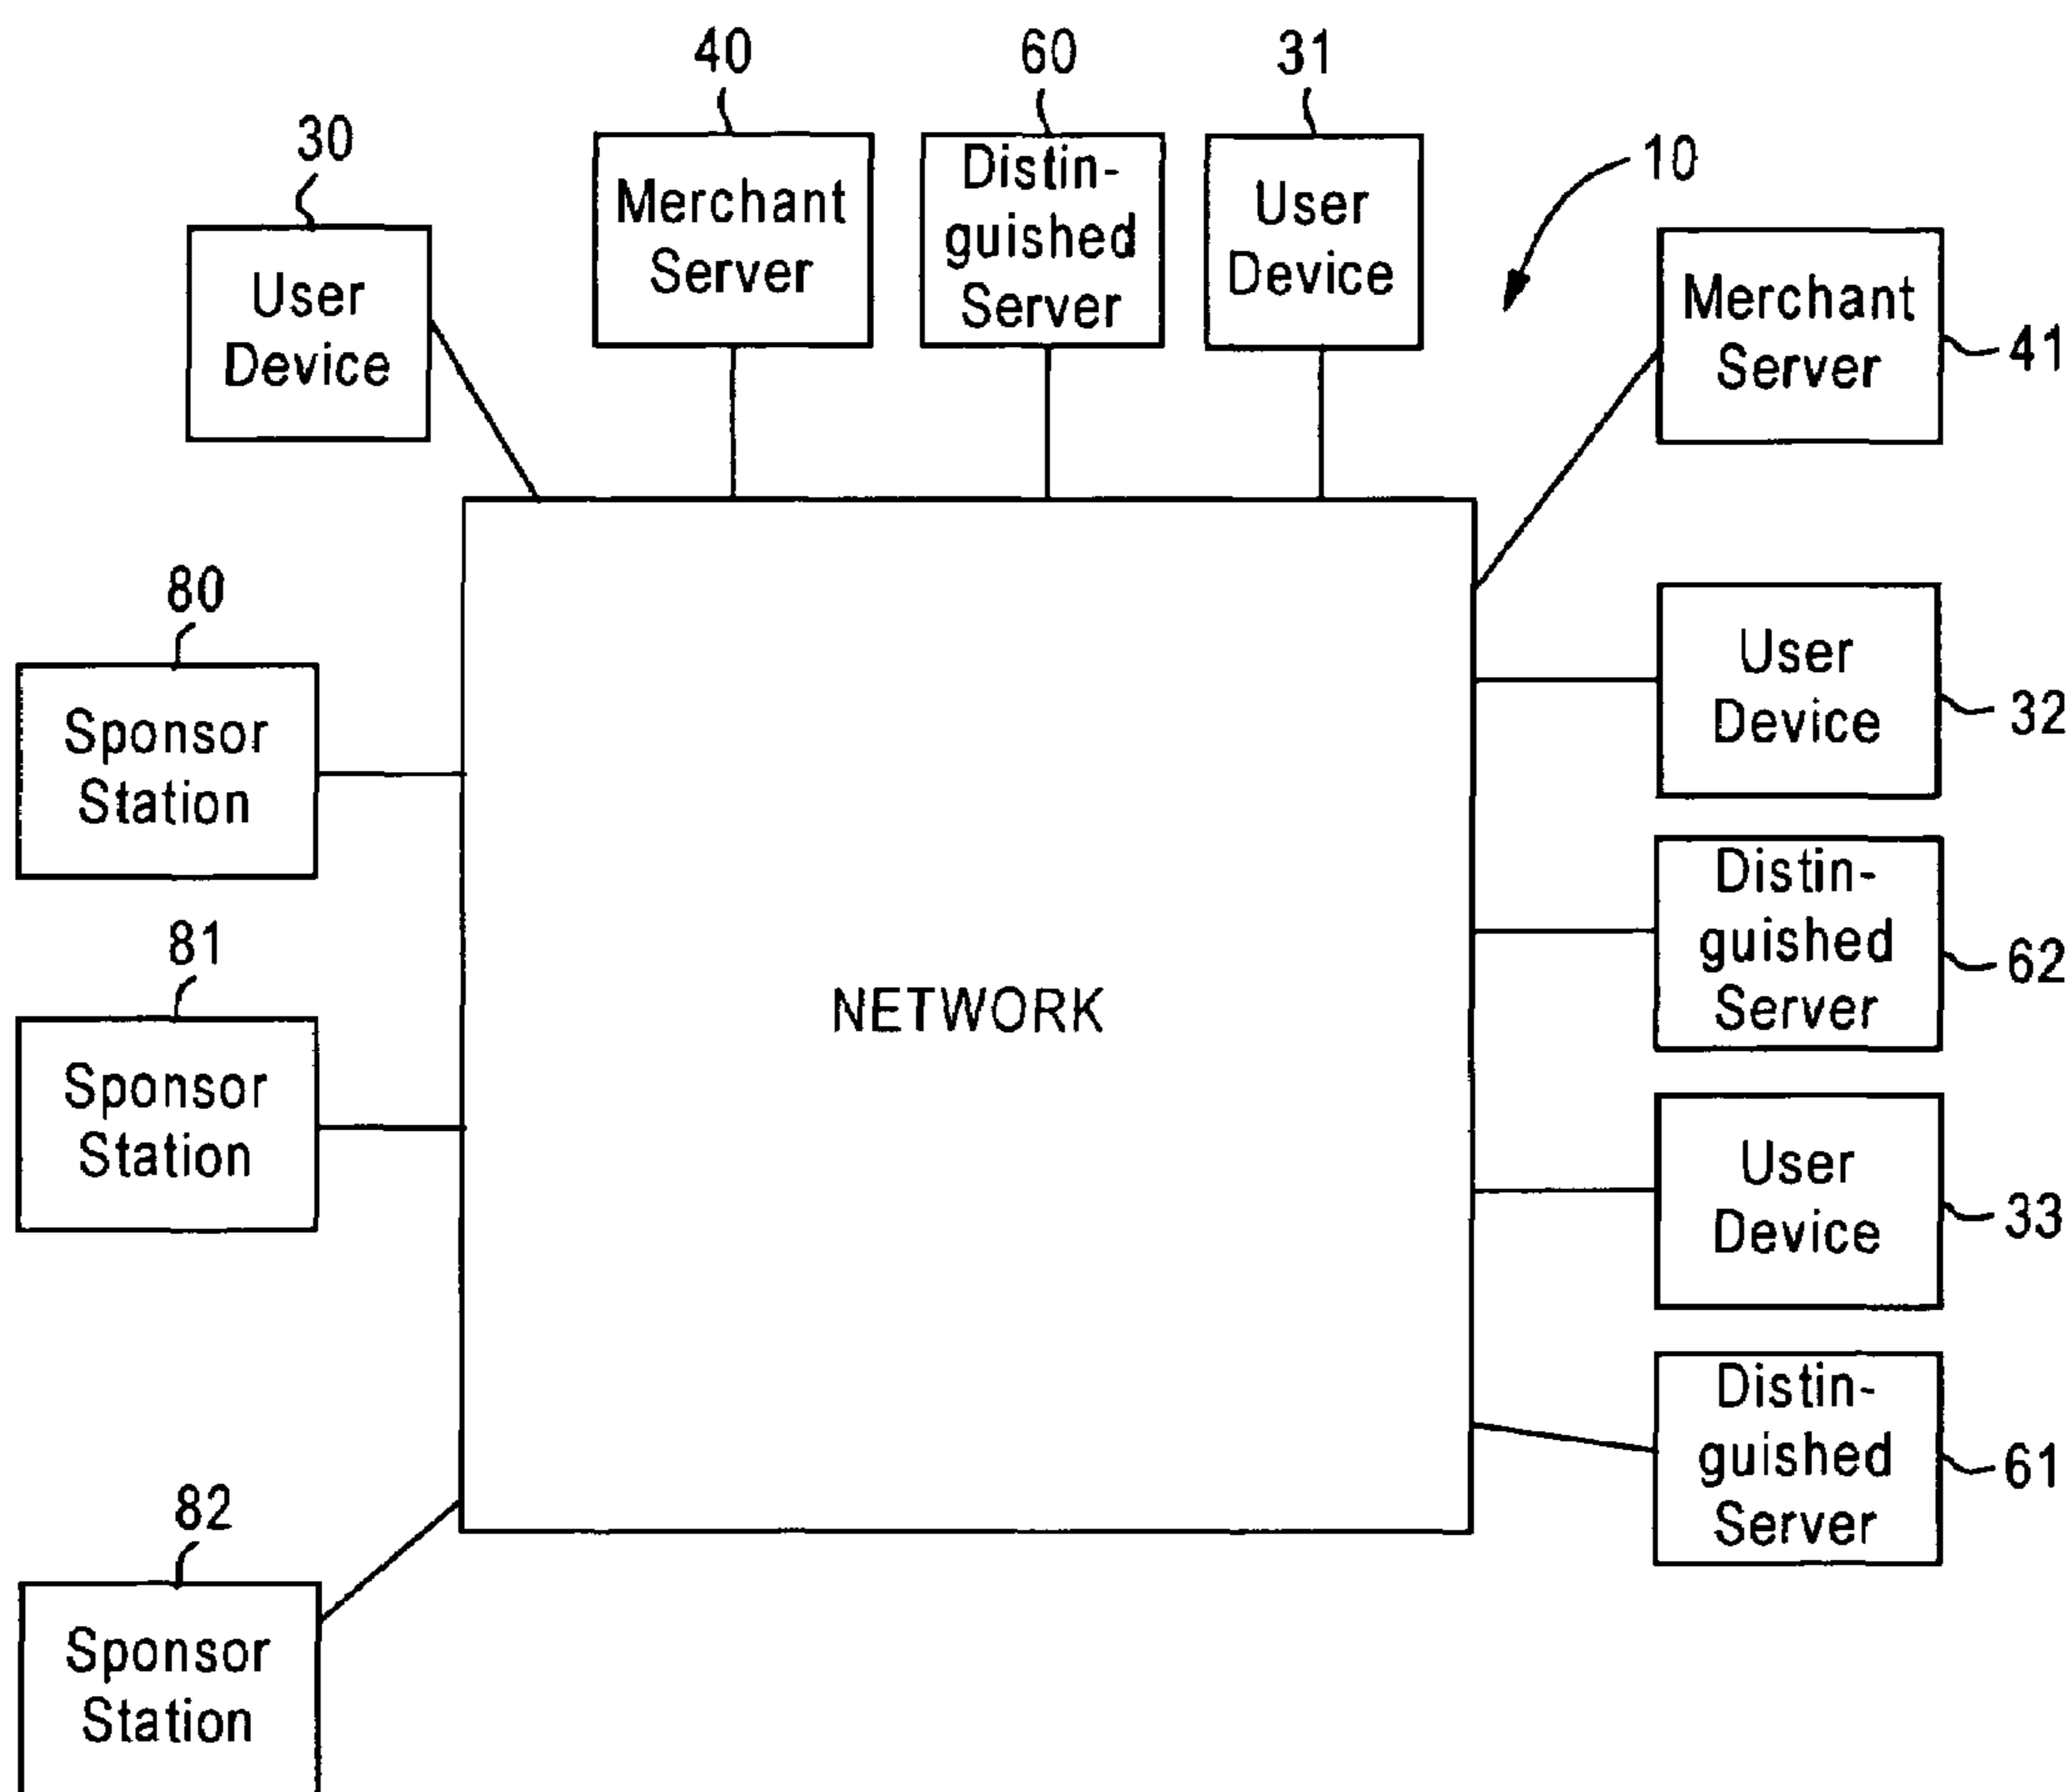 40
60
31
30
10
Merchant
Server
Distin-
guished
Server
User
Device
User
Device
Merchant
Server
41
80
Sponsor
Station
User
Device
32
81
Sponsor
Station
Distin-
guished
Server
62
NETWORK
User
Device
33
Distin-
guished
Server
61
82
Sponsor
Station